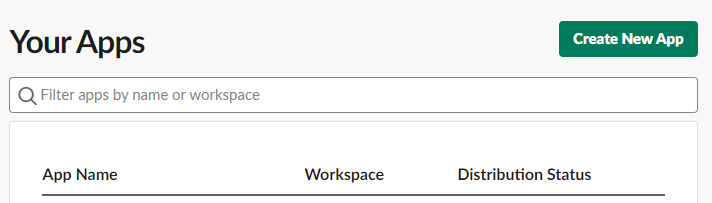 Your Apps
Create New App
Filter apps by name or workspace
App Name Workspace Distribution Status